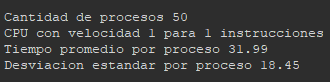 Cantidad de procesos 50
CPU con velocidad 1 para 1 instrucciones
Tiempo promedio por proceso 31.99
Desviacion estandar por proceso 18.45